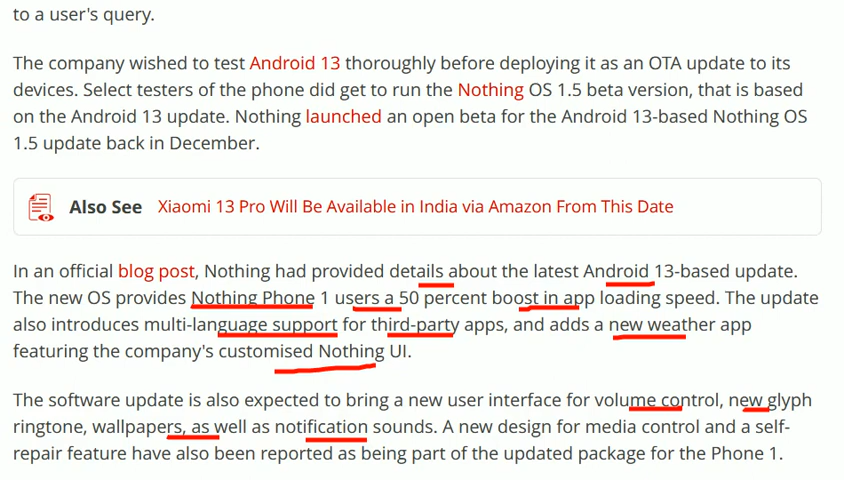 to a user's query.
The company wished to test Android 13 thoroughly before deploying it as an OTA update to its
devices. Select testers of the phone did get to run the Nothing OS 1.5 beta version, that is based
on the Android 13 update. Nothing launched an open beta for the Android 13-based Nothing OS
1.5 update back in December.
Also See Xiaomi 13 Pro Will Be Available in India via Amazon From This Date
In an official blog post, Nothing had provided details about the latest Android 13-based update.
The new OS provides Nothing Phone 1 users a 50 percent boost in app loading speed. The update
also introduces multi-language support for third-party apps, and adds a new weather app
featuring the company's customised Nothing UI.
The software update is also expected to bring a new user interface for volume control, new glyph
ringtone, wallpapers, as well as notification sounds. A new design for media control and a self-
repair feature have also been reported as being part of the updated package for the Phone 1.